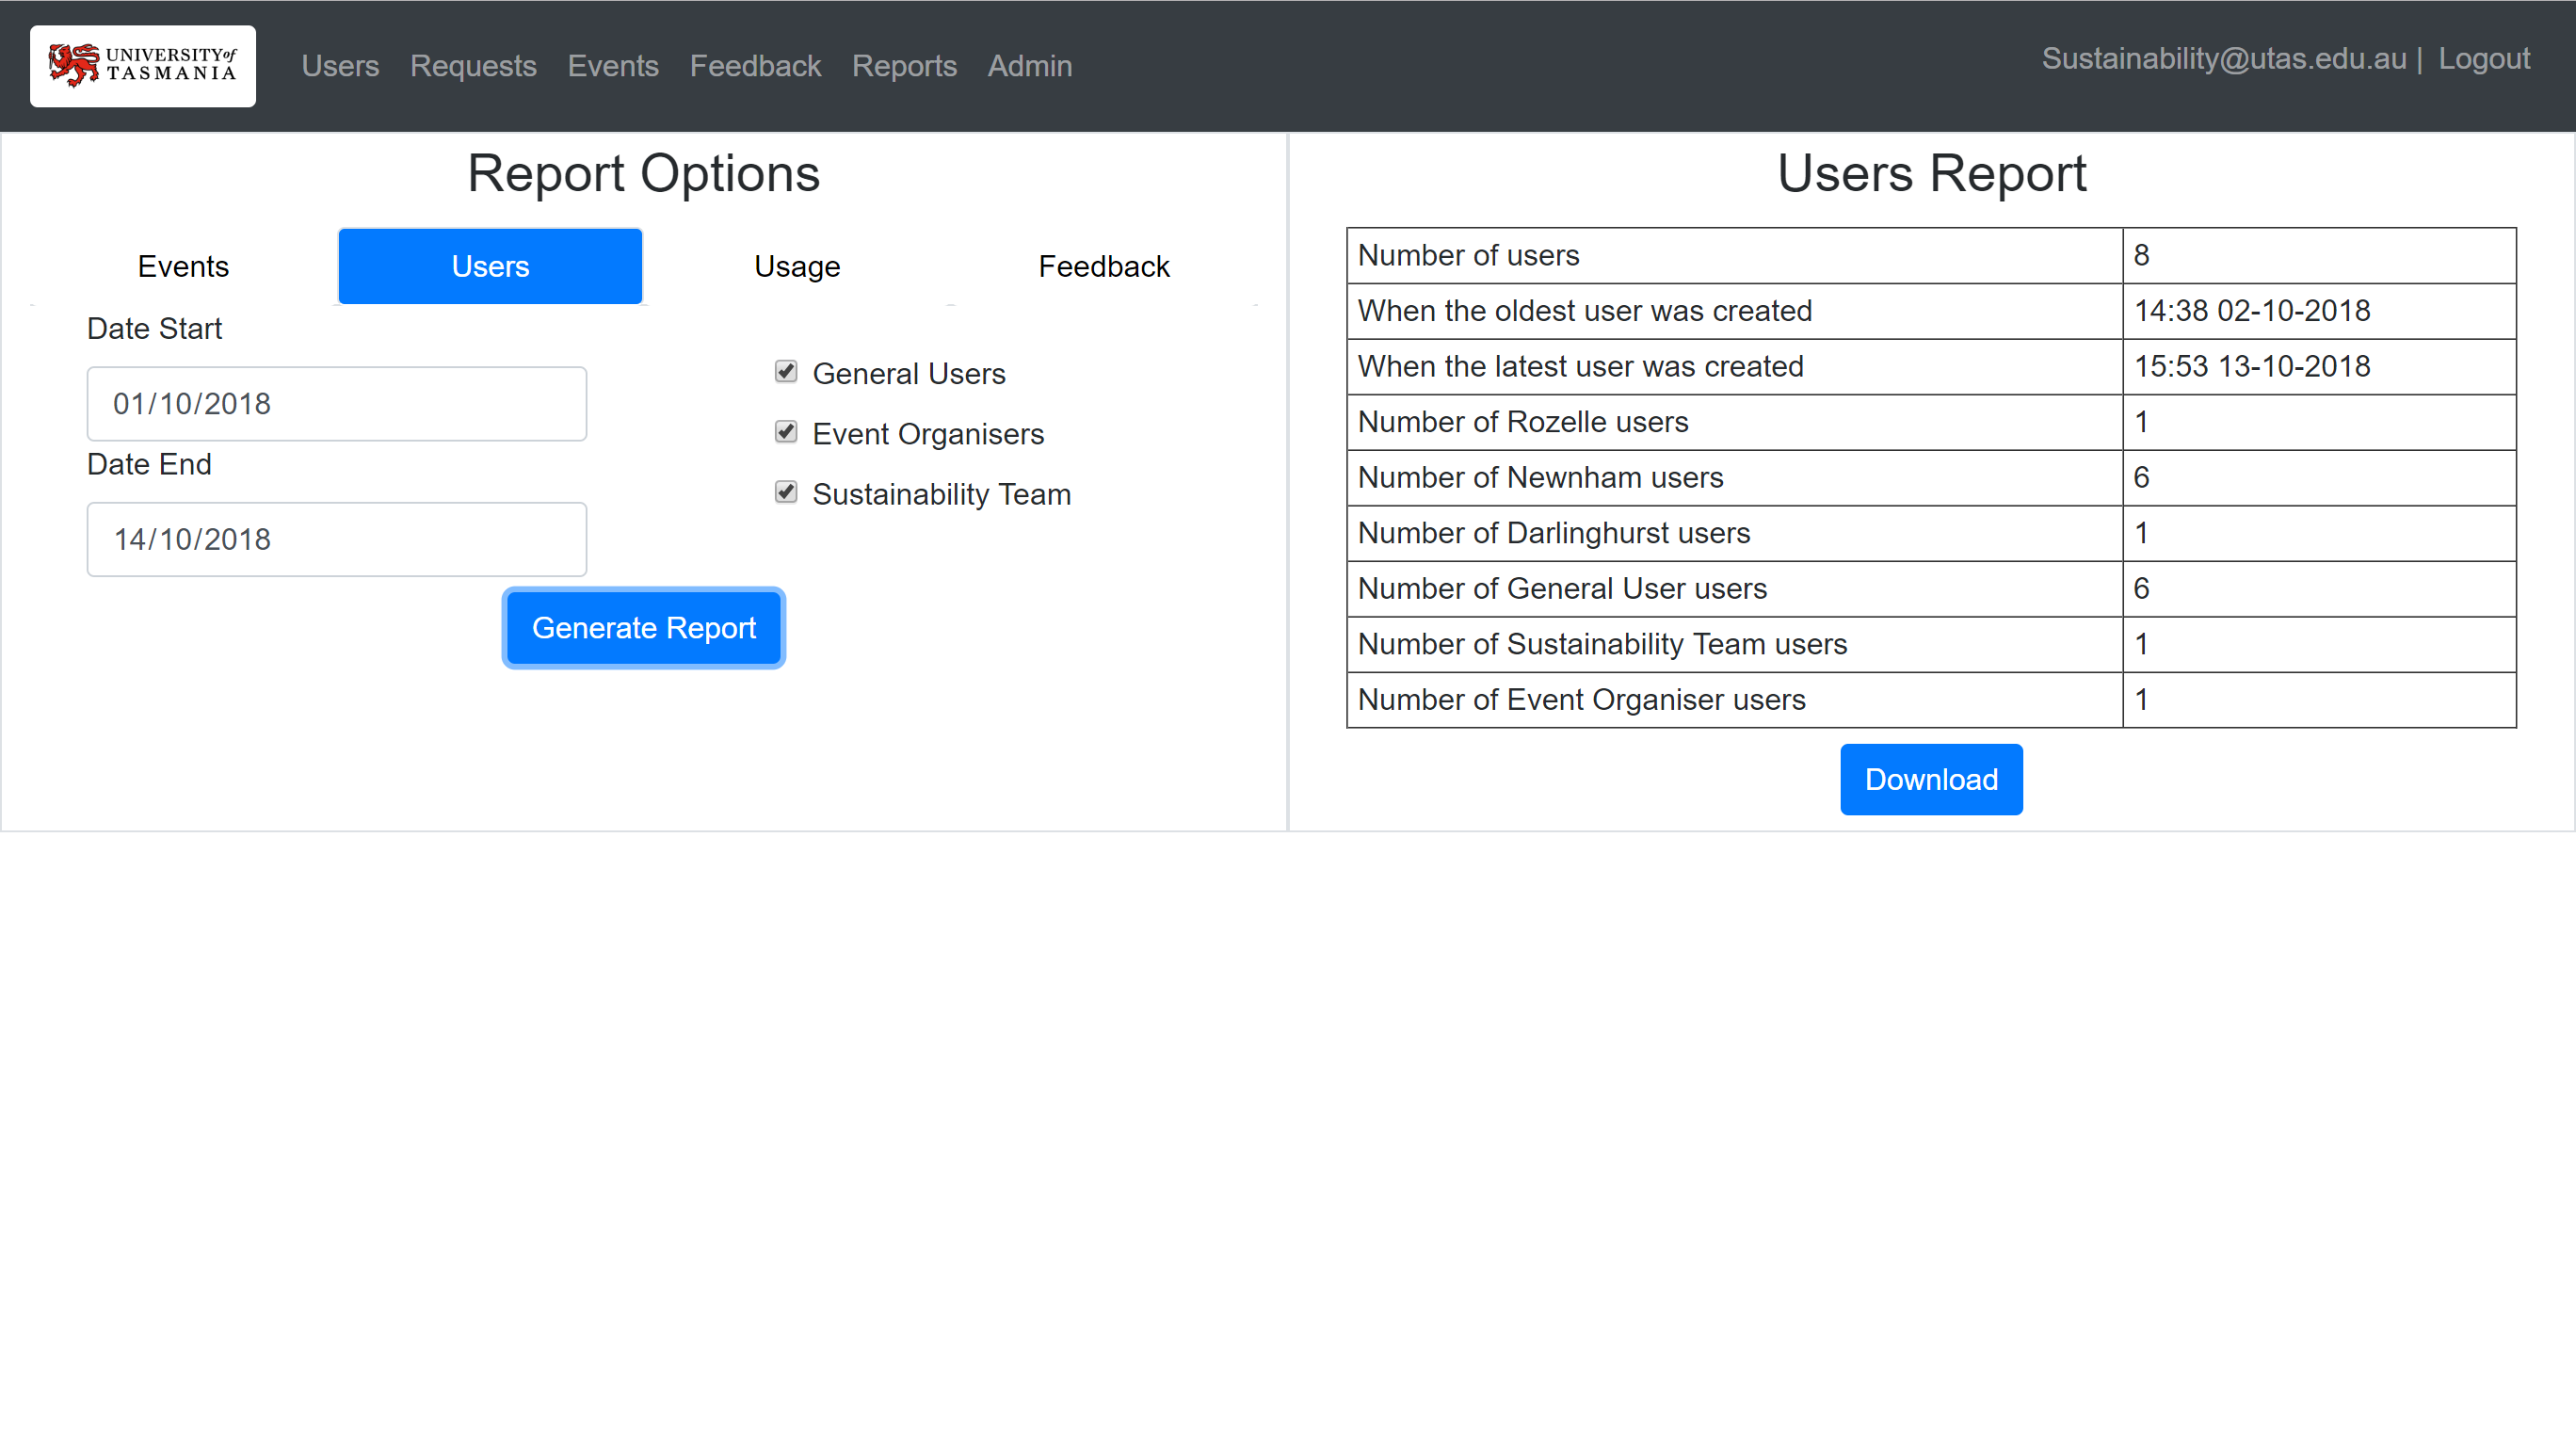 UNIVERSITY of
TASMANIA
Users Requests Events Feedback Reports Admin
Sustainability@utas.edu.au | Logout
Report Options
Events Users Usage Feedback
Date Start
01/10/2018
Date End
14/10/2018
General Users
Event Organisers
Sustainability Team
Generate Report
Users Report
Number of users 8
When the oldest user was created 14:38 02-10-2018
When the latest user was created 15:53 13-10-2018
Number of Rozelle users 1
Number of Newnham users 6
Number of Darlinghurst users 1
Number of General User users 6
Number of Sustainability Team users 1
Number of Event Organiser users 1
Download